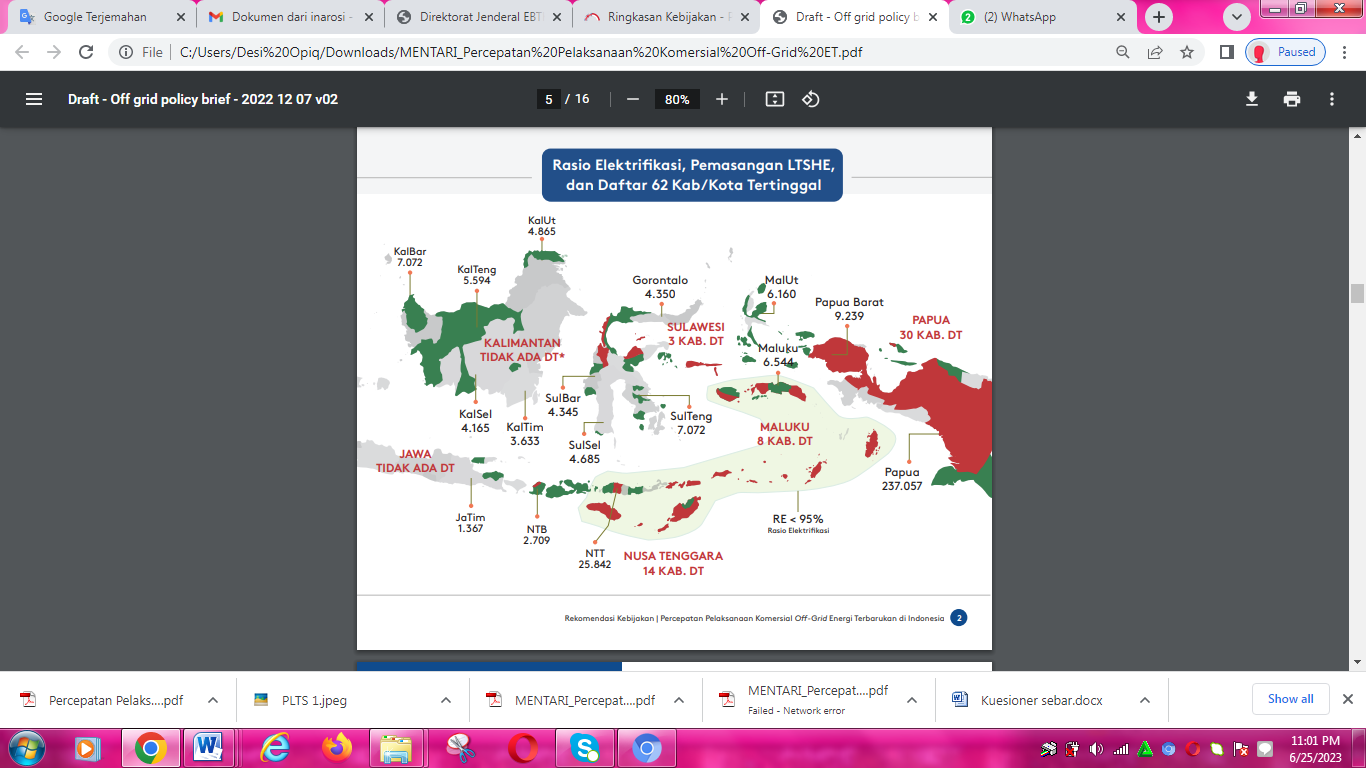 Google Terjemahan
Dokumen dari inarosi -
Direktorat Jenderal EBT
Ringkasan Kebijakan - P
Draft - Off grid policy b
(2) WhatsApp
File
C:/Users/Desi%20Opiq/Downloads/MENTARI_Percepatan%20Pelaksanaan%20Komersial%20Off-Grid%20ET.pdf
Paused
Draft - Off grid policy brief - 2022 12 07 v02
5 / 16
80%
Rasio Elektrifikasi, Pemasangan LTSHE,
dan Daftar 62 Kab/Kota Tertinggal
KalUt
4.865
KalBar
7.072
KalTeng
5.594
Gorontalo
4.350
MalUt
6.160
Papua Barat
9.239
PAPUA
30 KAB. DT
SULAWESI
3 KAB. DT
KALIMANTAN
TIDAK ADA DT*
Maluku
6.544
SulBar
4.345
KalSel
4.165
KalTim
3.633
SulTeng
7.072
SulSel
4.685
MALUKU
8 KAB. DT
JAWA
TIDAK ADA DT
Papua
237.057
JaTim
1.367
NTB
2.709
RE < 95%
Rasio Elektrifikasi
NTT
25.842
NUSA TENGGARA
14 KAB. DT
Rekomendasi Kebijakan | Percepatan Pelaksanaan Komersial Off-Grid Energi Terbarukan di Indonesia
2
Percepatan Pelaks....pdf
PLTS 1.jpeg
MENTARI_Percepat....pdf
MENTARI_Percepat....pdf
Failed - Network error
Kuesioner sebar.docx
Show all
11:01 PM
6/25/2023